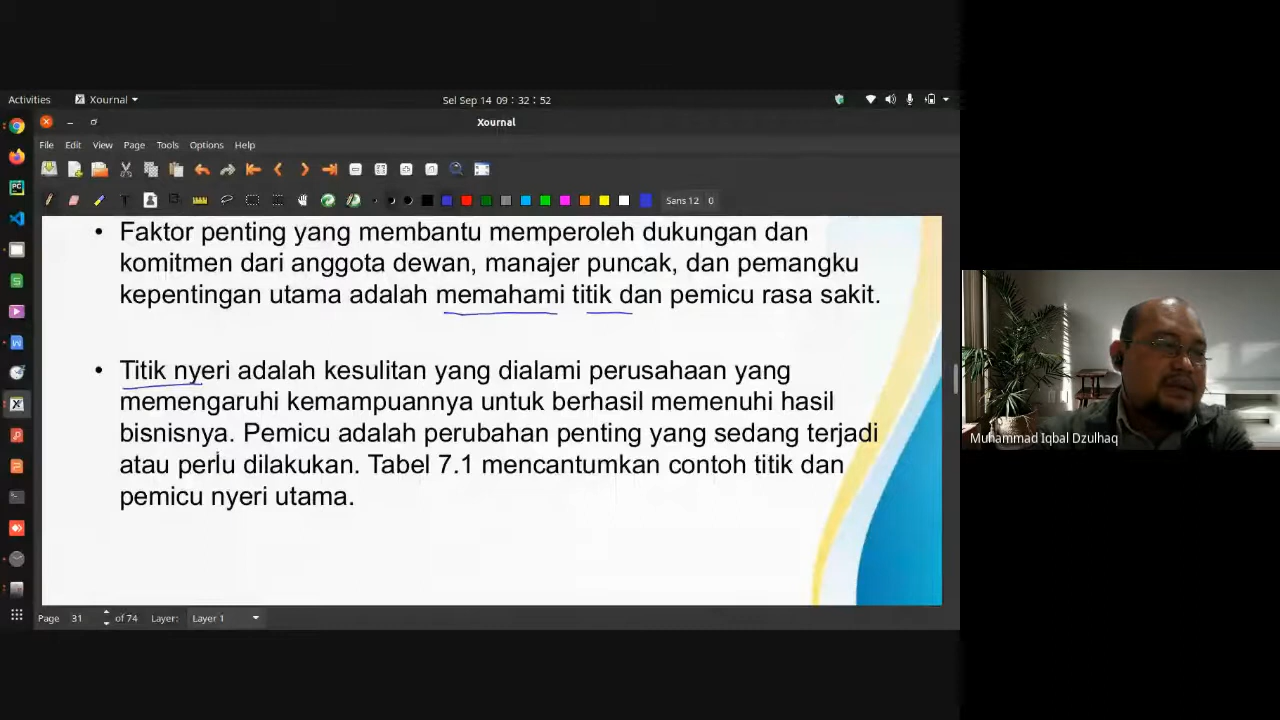 Activities Xournal Sel Sep 14 09:32:52
Xournal
File Edit View Page Tools Options Help
Sans 12 0
• Faktor penting yang membantu memperoleh dukungan dan
komitmen dari anggota dewan, manajer puncak, dan pemangku
kepentingan utama adalah memahami titik dan pemicu rasa sakit.
• Titik nyeri adalah kesulitan yang dialami perusahaan yang
memengaruhi kemampuannya untuk berhasil memenuhi hasil
bisnisnya. Pemicu adalah perubahan penting yang sedang terjadi
atau perlu dilakukan. Tabel 7.1 mencantumkan contoh titik dan
pemicu nyeri utama.
Page 31 of 74 Layer: Layer 1
Muhammad Iqbal Dzulhaq